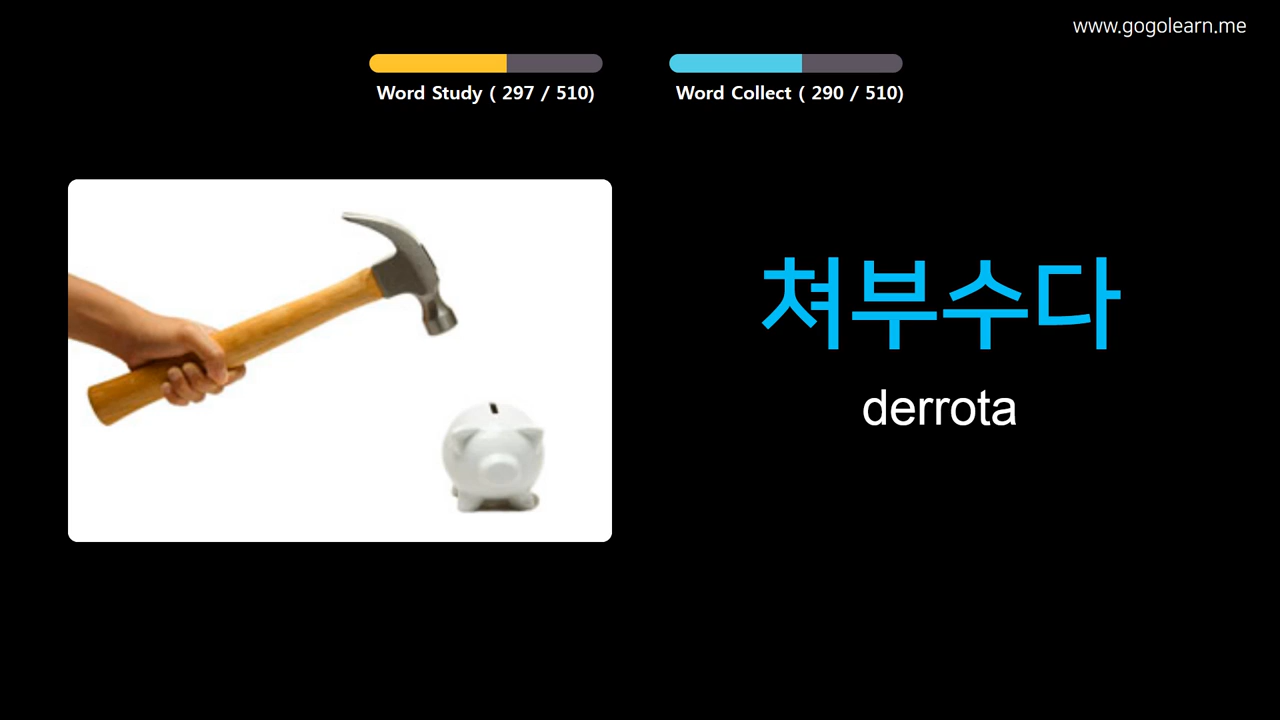 www.gogolearn.me
Word Study ( 297 / 510)
Word Collect ( 290 / 510)
쳐부수다
derrota